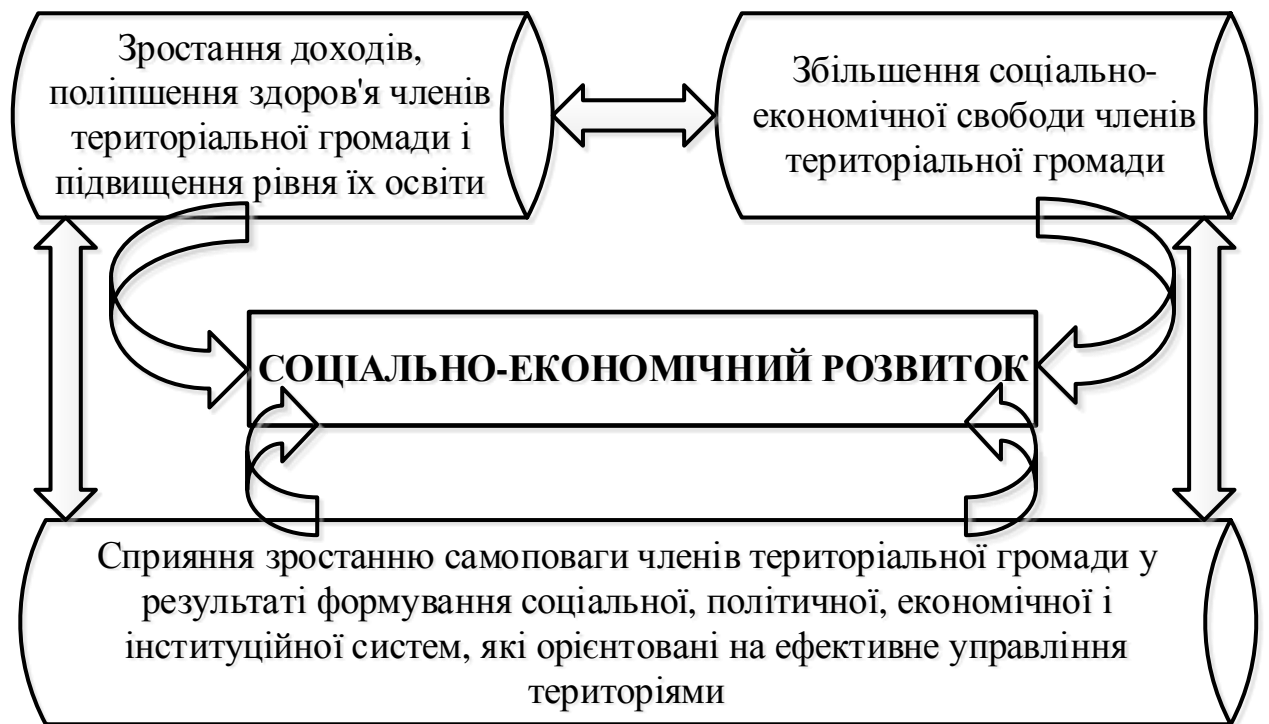 Зростання доходів,
поліпшення здоров'я членів
територіальної громади і
підвищення рівня їх освіти
Збільшення соціально-
економічної свободи членів
територіальної громади
СОЦІАЛЬНО-ЕКОНОМІЧНИЙ РОЗВИТОК
Сприяння зростанню самоповаги членів територіальної громади у
результаті формування соціальної, політичної, економічної і
інституційної систем, які орієнтовані на ефективне управління
територіями